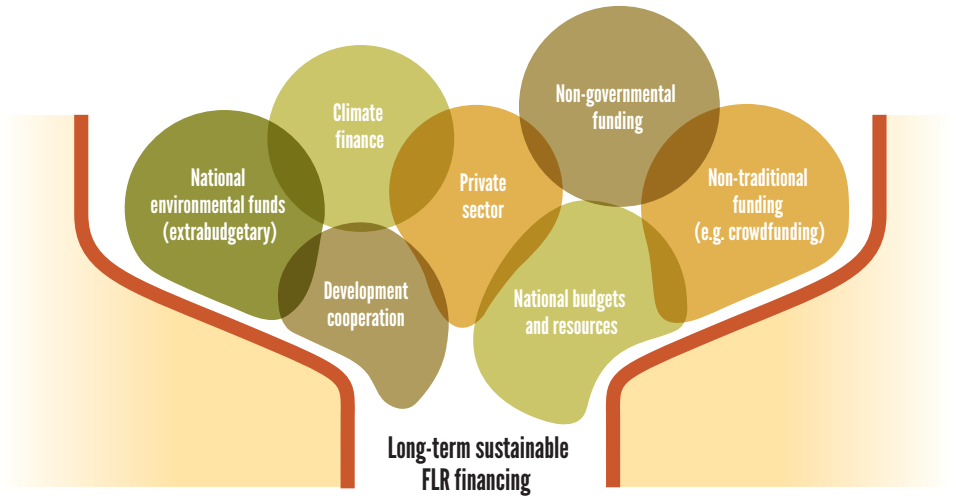 Climate
finance
Non-governmental
funding
National
environmental funds
(extrabudgetary)
Private
sector
Non-traditional
funding
(e.g. crowdfunding)
Development
cooperation
National budgets
and resources
Long-term sustainable
FLR financing